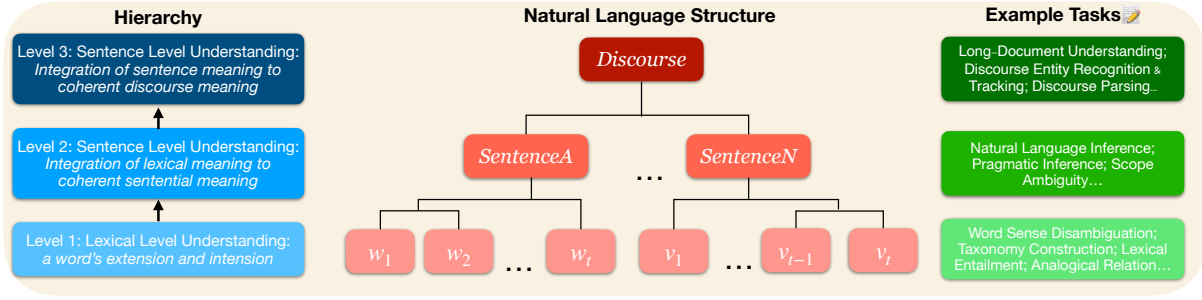 Hierarchy
Level 3: Sentence Level Understanding:
Integration of sentence meaning to
coherent discourse meaning
Level 2: Sentence Level Understanding:
Integration of lexical meaning to
coherent sentential meaning
Level 1: Lexical Level Understanding:
a word's extension and intension
Natural Language Structure
Discourse
SentenceA
...
SentenceN
w1
w2
...
wt
v1
...
vt−1
vt
Example Tasks📝
Long-Document Understanding;
Discourse Entity Recognition &
Tracking; Discourse Parsing...
Natural Language Inference;
Pragmatic Inference; Scope
Ambiguity...
Word Sense Disambiguation;
Taxonomy Construction; Lexical
Entailment; Analogical Relation...